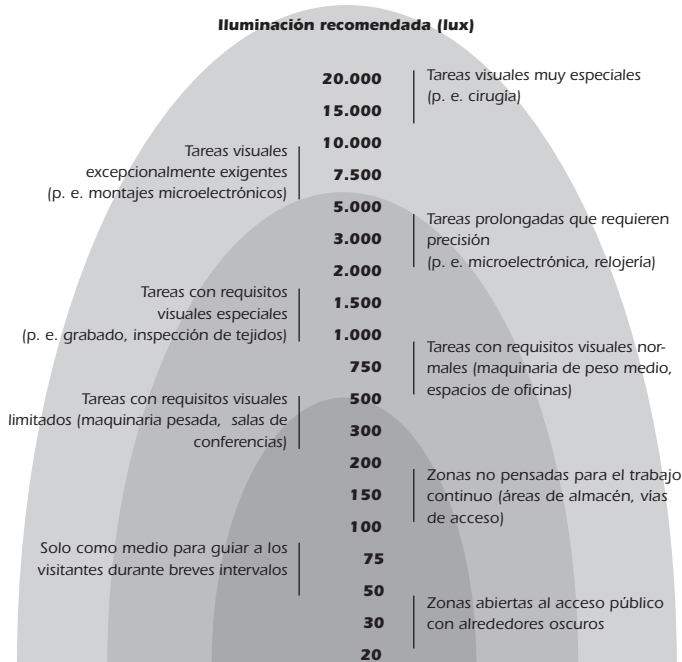 Iluminación recomendada (lux)
20.000
Tareas visuales muy especiales
(p. e. cirugía)
15.000
10.000
Tareas visuales
excepcionalmente exigentes
(p. e. montajes microelectrónicos)
7.500
5.000
Tareas prolongadas que requieren
precisión
(p. e. microelectrónica, relojería)
3.000
2.000
Tareas con requisitos
visuales especiales
(p. e. grabado, inspección de tejidos)
1.500
1.000
Tareas con requisitos visuales nor-
males (maquinaria de peso medio,
espacios de oficinas)
750
500
Tareas con requisitos visuales
limitados (maquinaria pesada, salas de
conferencias)
300
200
Zonas no pensadas para el trabajo
continuo (áreas de almacén, vías
de acceso)
150
100
Solo como medio para guiar a los
visitantes durante breves intervalos
75
50
Zonas abiertas al acceso público
con alrededores oscuros
30
20